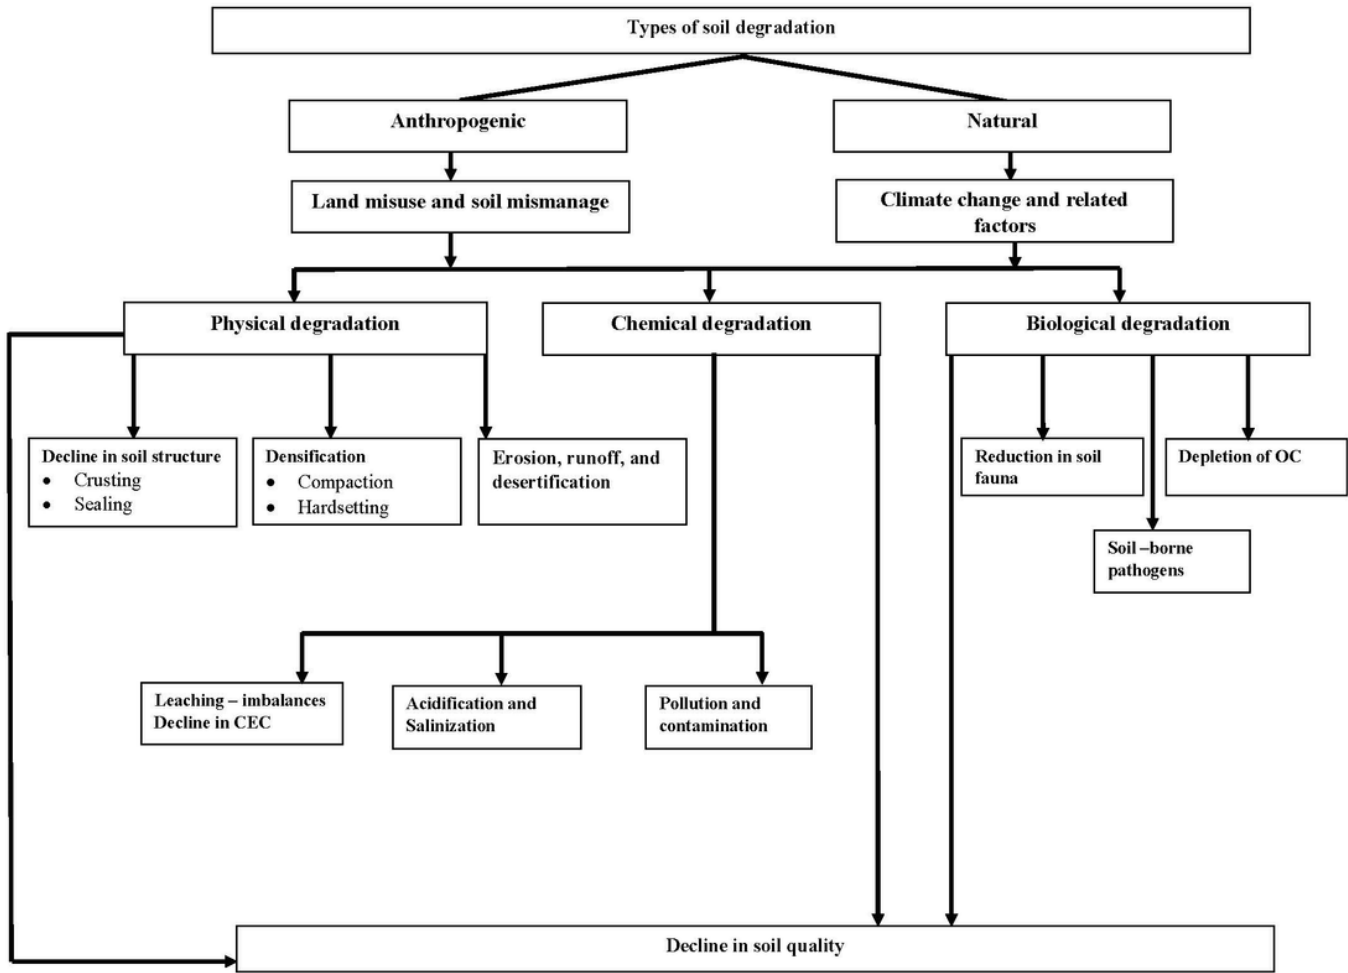 Types of soil degradation
Anthropogenic
Natural
Land misuse and soil mismanage
Climate change and related
factors
Physical degradation
Chemical degradation
Biological degradation
Decline in soil structure
• Crusting
• Sealing
Densification
• Compaction
• Hardsetting
Erosion, runoff, and
desertification
Reduction in soil
fauna
Depletion of OC
Soil –borne
pathogens
Leaching – imbalances
Decline in CEC
Acidification and
Salinization
Pollution and
contamination
Decline in soil quality